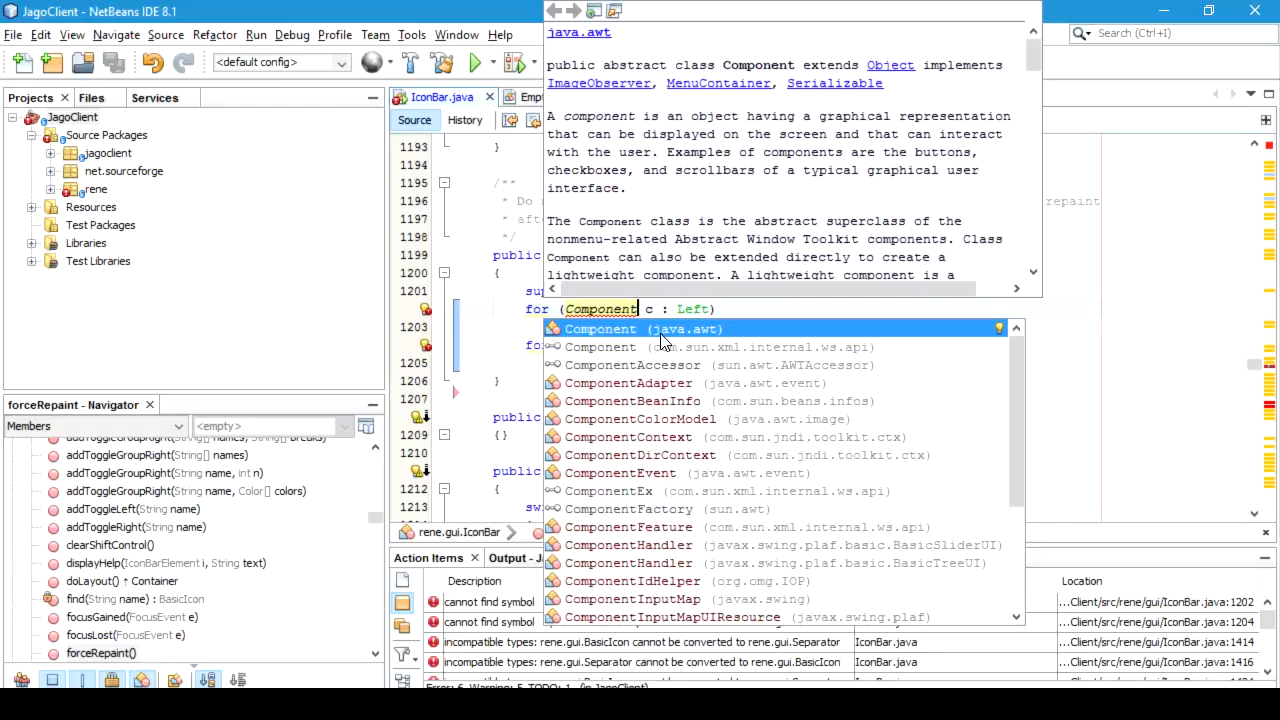 JagoClient - NetBeans IDE 8.1
File Edit View Navigate Source Refactor Run Debug Profile Team Tools Window Help
Search (Ctrl+I)
<default config>
Projects Files Services
JagoClient
Source Packages
jagoclient
net.sourceforge
rene
Resources
Test Packages
Libraries
Test Libraries
forceRepaint - Navigator
Members <empty>
addToggleGroupRight(String[] names, String[] breaks)
addToggleGroupRight(String[] names)
addToggleGroupRight(String name, int n)
addToggleGroupRight(String name, Color[] colors)
addToggleLeft(String name)
addToggleRight(String name)
clearShiftControl()
displayHelp(IconBarElement i, String text)
doLayout() ↑ Container
find(String name) : BasicIcon
focusGained(FocusEvent e)
focusLost(FocusEvent e)
forceRepaint()
IconBar.java Emp
Source History
1193 }
1194
1195 /**
1196 * Do repaint
1197 * aft
1198 */
1199 public
1200 {
1201 sup
for (Component c : Left)
1203
fo
1205
1206 }
1207
public
1209 {}
1210
public
1212 {
1213 sw
rene.gui.IconBar
java.awt
public abstract class Component extends Object implements
ImageObserver, MenuContainer, Serializable
A component is an object having a graphical representation
that can be displayed on the screen and that can interact
with the user. Examples of components are the buttons,
checkboxes, and scrollbars of a typical graphical user
interface.
The Component class is the abstract superclass of the
nonmenu-related Abstract Window Toolkit components. Class
Component can also be extended directly to create a
lightweight component. A lightweight component is a
Component (java.awt)
Component (com.sun.xml.internal.ws.api)
ComponentAccessor (sun.awt.AWTAccessor)
ComponentAdapter (java.awt.event)
ComponentBeanInfo (com.sun.beans.infos)
ComponentColorModel (java.awt.image)
ComponentContext (com.sun.jndi.toolkit.ctx)
ComponentDirContext (com.sun.jndi.toolkit.ctx)
ComponentEvent (java.awt.event)
ComponentEx (com.sun.xml.internal.ws.api)
ComponentFactory (sun.awt)
ComponentFeature (com.sun.xml.internal.ws.api)
ComponentHandler (javax.swing.plaf.basic.BasicSliderUI)
ComponentHandler (javax.swing.plaf.basic.BasicTreeUI)
ComponentIdHelper (org.omg.IOP)
ComponentInputMap (javax.swing)
ComponentInputMapUIResource (javax.swing.plaf)
Action Items Output - J
Description Location
cannot find symbol ...Client/src/rene/gui/IconBar.java:1202
cannot find symbol ...Client/src/rene/gui/IconBar.java:1204
incompatible types: rene.gui.BasicIcon cannot be converted to rene.gui.Separator IconBar.java ...Client/src/rene/gui/IconBar.java:1414
incompatible types: rene.gui.Separator cannot be converted to rene.gui.BasicIcon IconBar.java ...Client/src/rene/gui/IconBar.java:1416